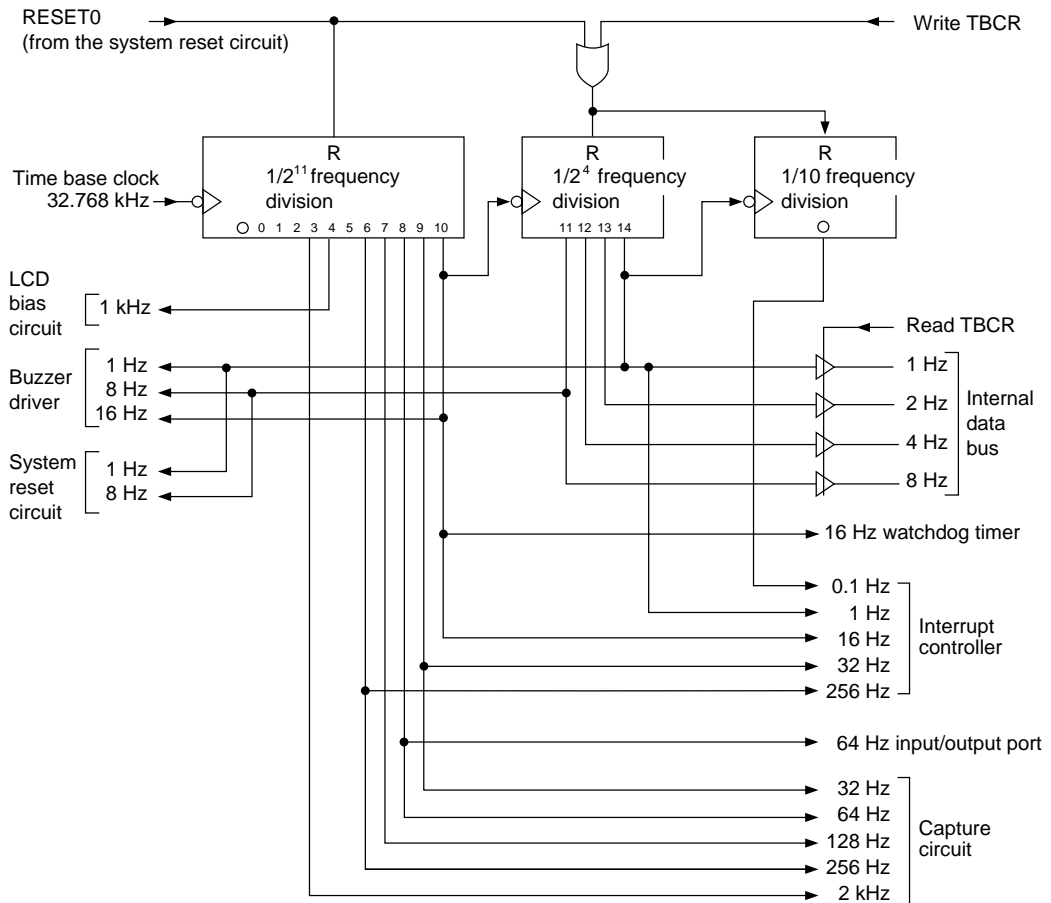 RESET0
(from the system reset circuit)
Write TBCR
R
1/2¹¹ frequency
division
0 1 2 3 4 5 6 7 8 9 10
R
1/2⁴ frequency
division
11 12 13 14
R
1/10 frequency
division
Time base clock
32.768 kHz
LCD
bias
circuit
1 kHz
Buzzer
driver
1 Hz
8 Hz
16 Hz
System
reset
circuit
1 Hz
8 Hz
Read TBCR
1 Hz
2 Hz
4 Hz
8 Hz
Internal
data
bus
16 Hz watchdog timer
0.1 Hz
1 Hz
16 Hz
32 Hz
256 Hz
Interrupt
controller
64 Hz input/output port
32 Hz
64 Hz
128 Hz
256 Hz
2 kHz
Capture
circuit